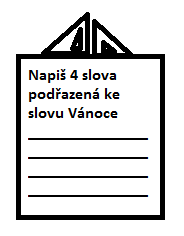 Napiš 4 slova
podřazená ke
slovu Vánoce